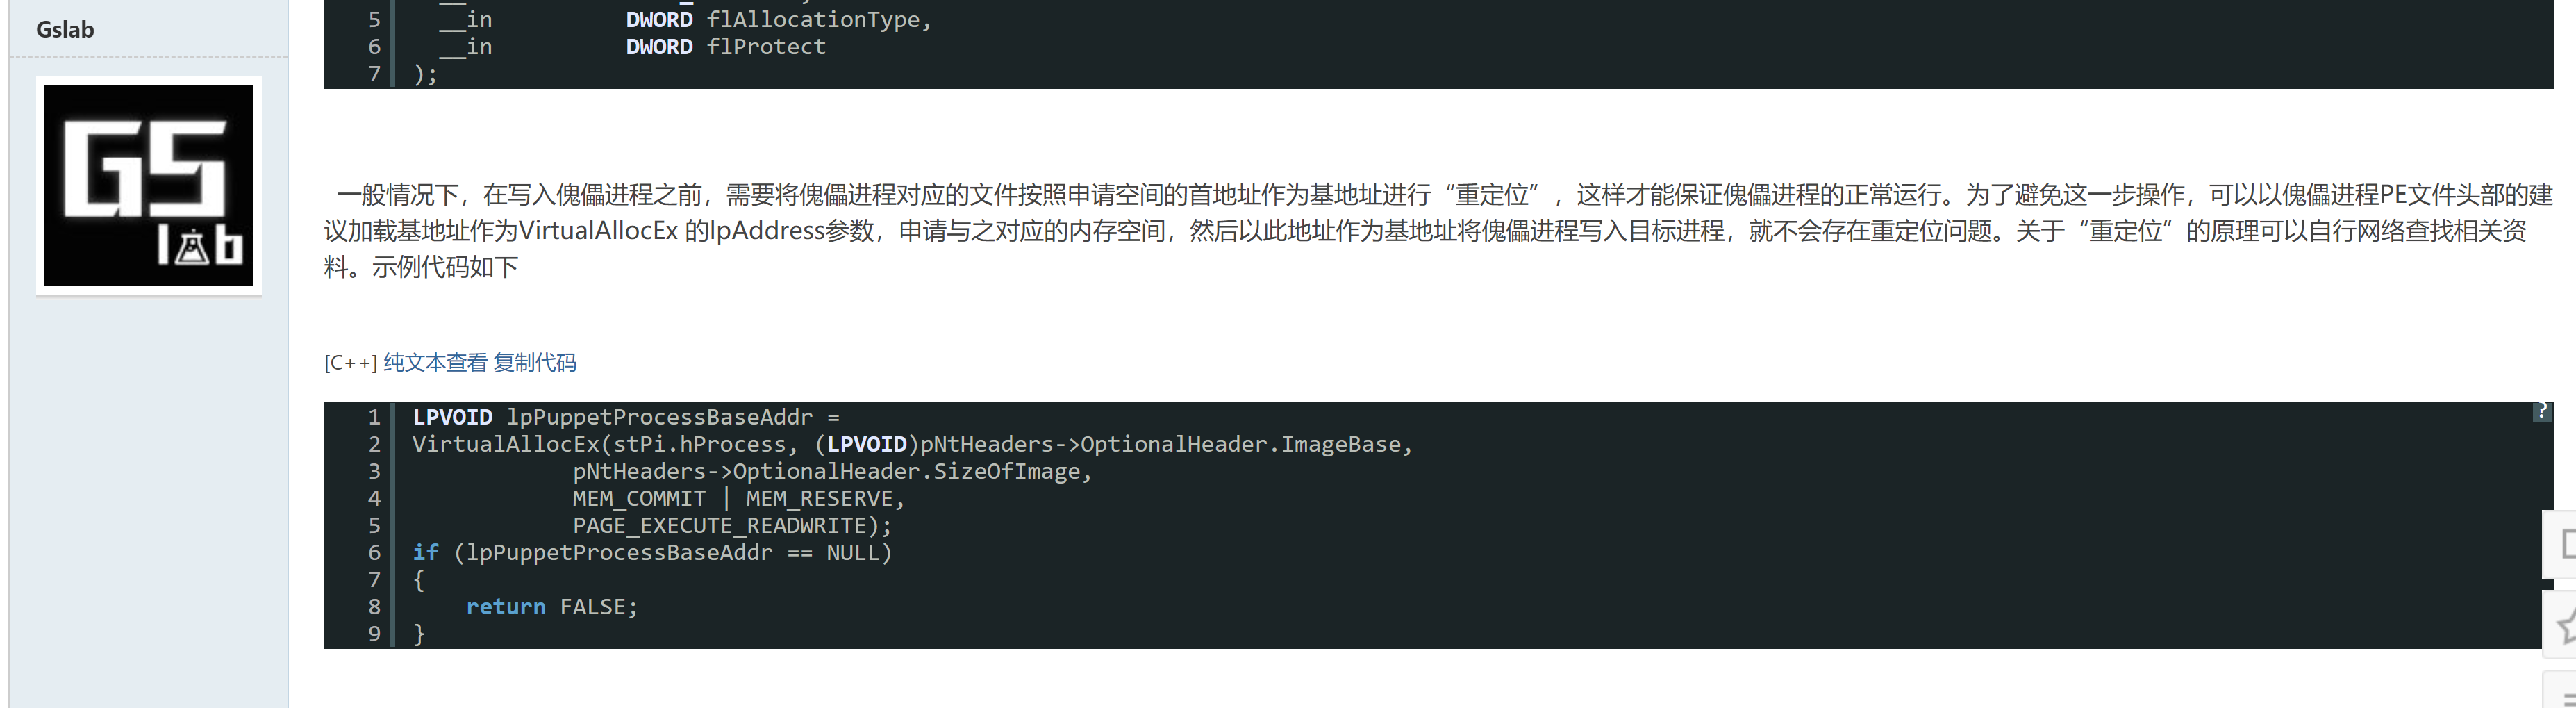 Gslab
GS
lab
5 __in DWORD flAllocationType,
6 __in DWORD flProtect
7 );
一般情况下，在写入傀儡进程之前，需要将傀儡进程对应的文件按照申请空间的首地址作为基地址进行“重定位”，这样才能保证傀儡进程的正常运行。为了避免这一步操作，可以以傀儡进程PE文件头部的建
议加载基地址作为VirtualAllocEx 的lpAddress参数，申请与之对应的内存空间，然后以此地址作为基地址将傀儡进程写入目标进程，就不会存在重定位问题。关于“重定位”的原理可以自行网络查找相关资
料。示例代码如下
[C++] 纯文本查看 复制代码
?
1 LPVOID lpPuppetProcessBaseAddr =
2 VirtualAllocEx(stPi.hProcess, (LPVOID)pNtHeaders->OptionalHeader.ImageBase,
3 pNtHeaders->OptionalHeader.SizeOfImage,
4 MEM_COMMIT | MEM_RESERVE,
5 PAGE_EXECUTE_READWRITE);
6 if (lpPuppetProcessBaseAddr == NULL)
7 {
8 return FALSE;
9 }